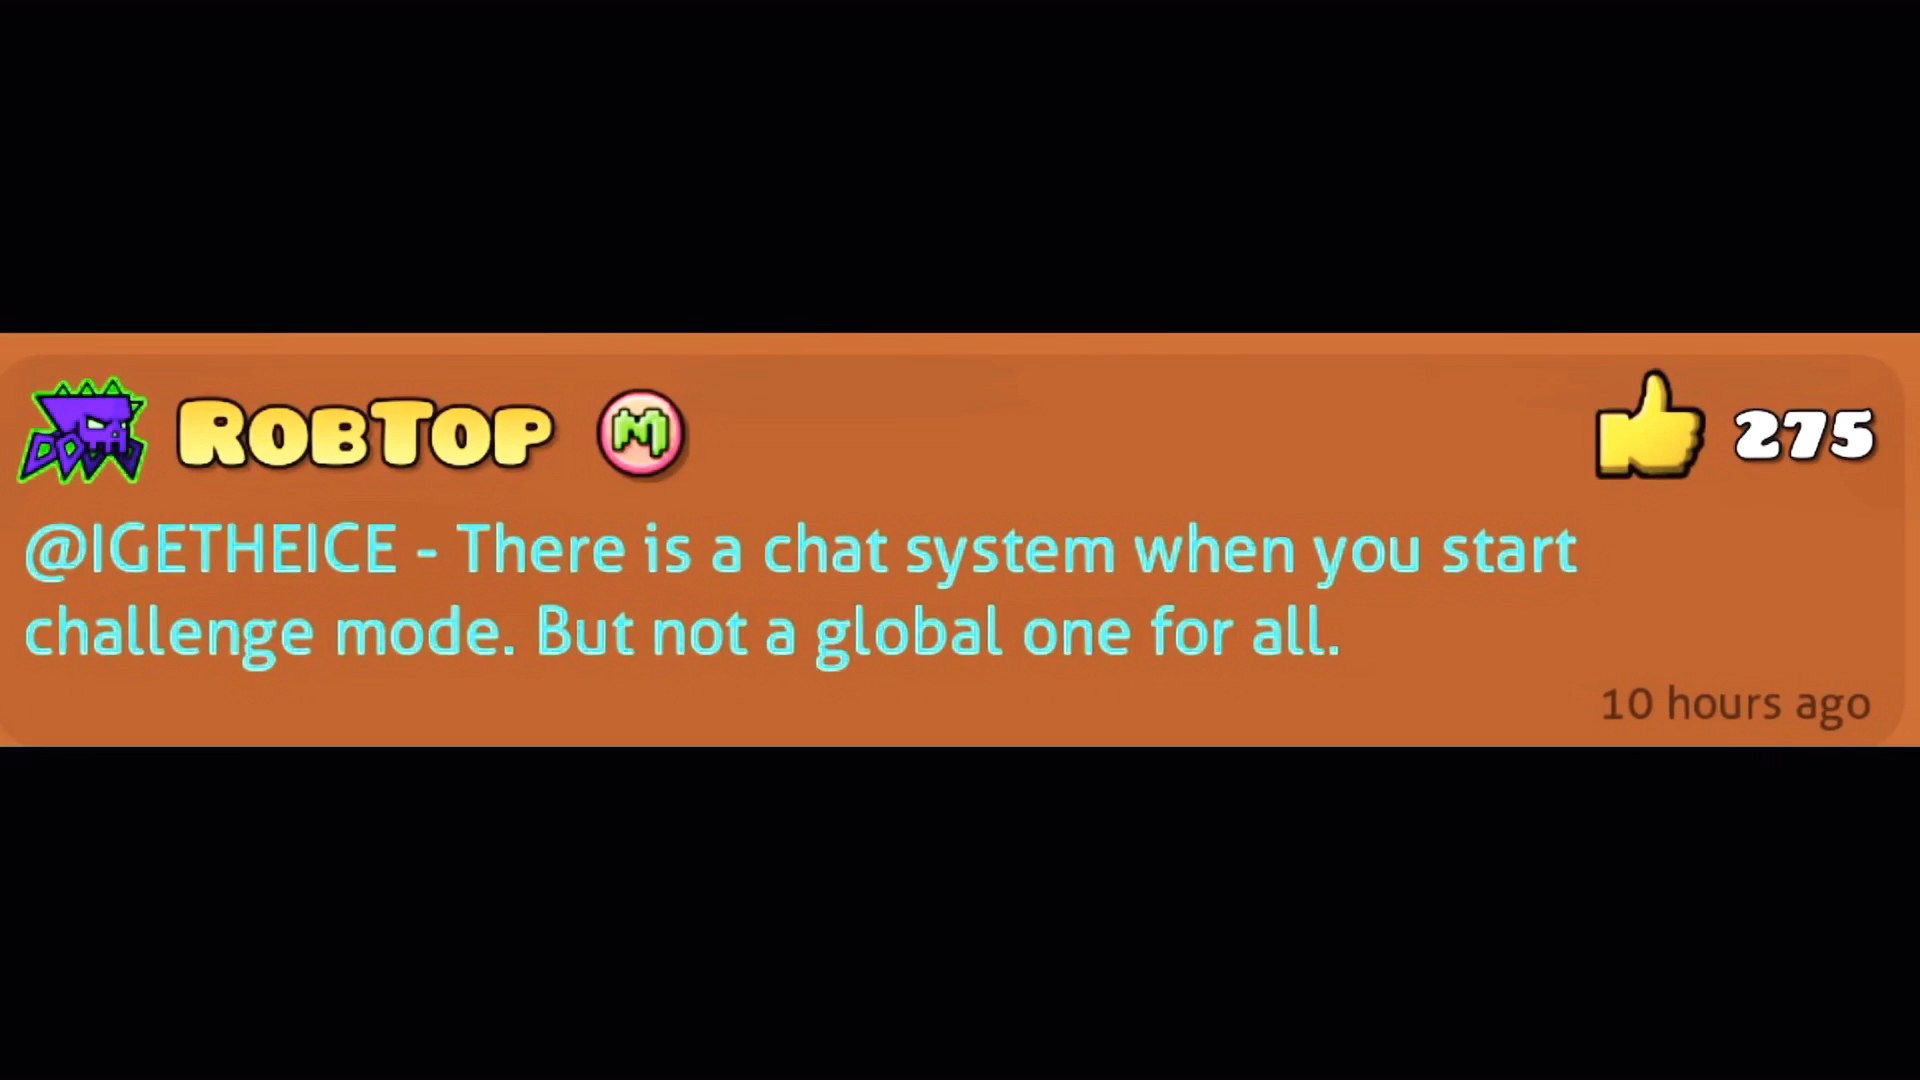 RobTop M 275
@IGETHEICE - There is a chat system when you start
challenge mode. But not a global one for all.
10 hours ago